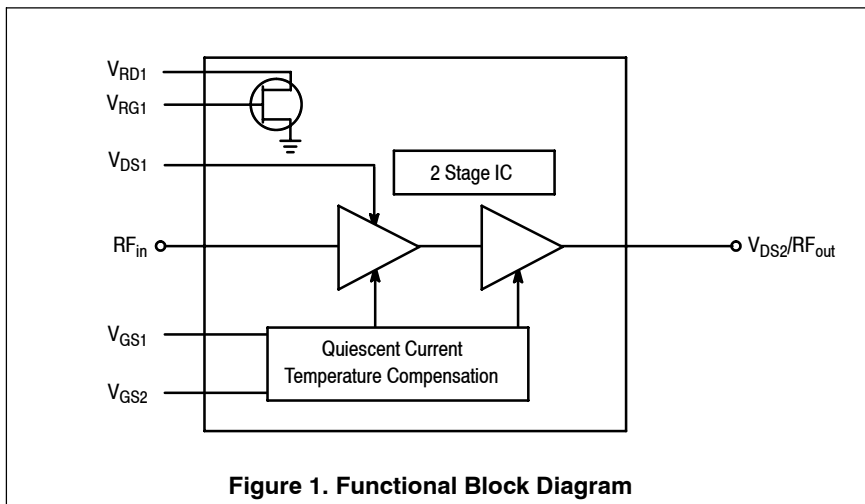 V_RD1
V_RG1
V_DS1
2 Stage IC
RF_in
V_DS2/RF_out
V_GS1
Quiescent Current
Temperature Compensation
V_GS2
Figure 1. Functional Block Diagram